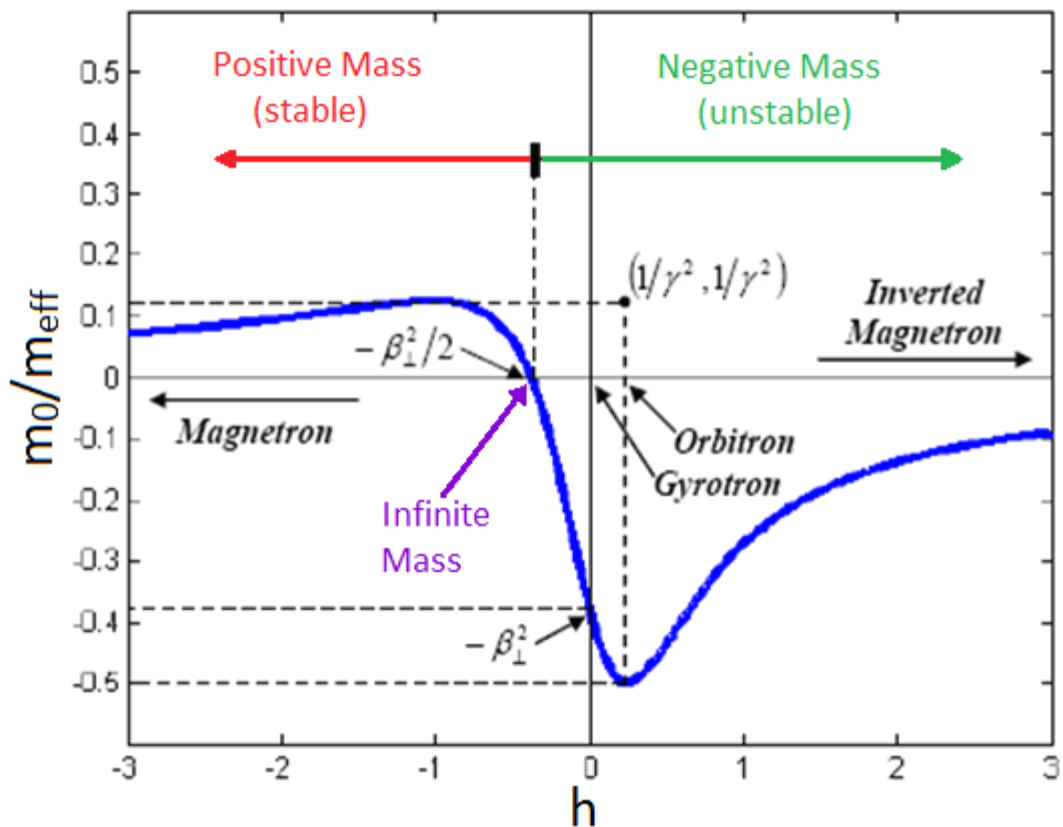 Positive Mass
(stable)
Negative Mass
(unstable)
0.5
0.4
0.3
0.2
0.1
0
-0.1
-0.2
-0.3
-0.4
-0.5
m₀/m_eff
(1/γ² , 1/γ²)
Inverted
Magnetron
− β⊥²/2
Magnetron
Orbitron
Gyrotron
Infinite
Mass
− β⊥²
-3
-2
-1
0
1
2
3
h